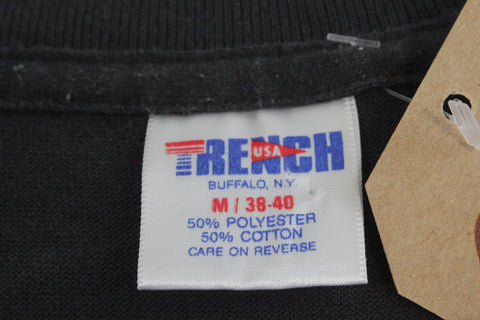 TRENCH
USA
BUFFALO, N.Y.
M / 38-40
50% POLYESTER
50% COTTON
CARE ON REVERSE